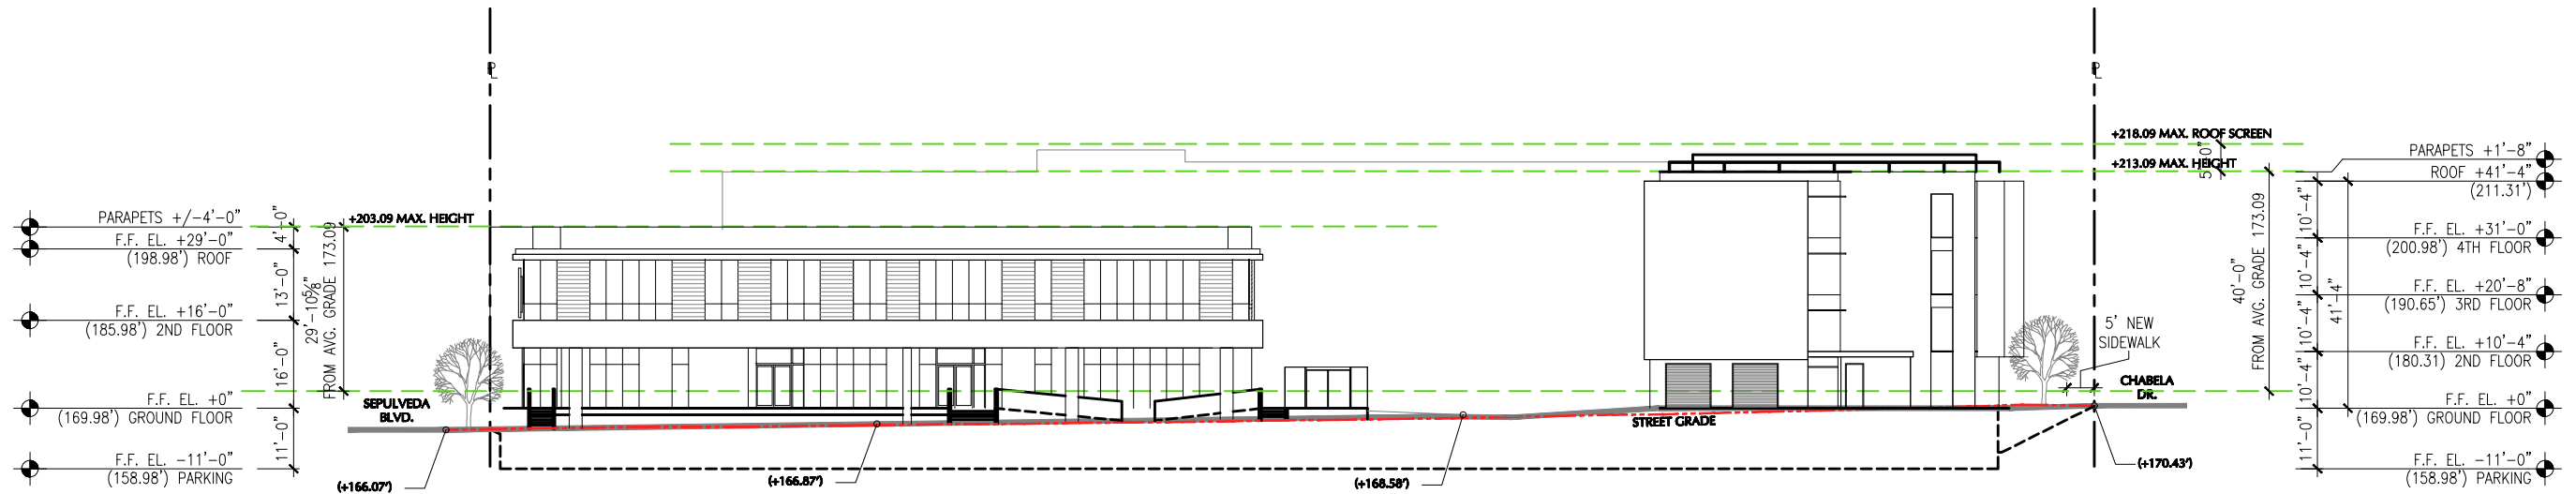 PL
PL
+218.09 MAX. ROOF SCREEN
5'-0"
+213.09 MAX. HEIGHT
+203.09 MAX. HEIGHT
PARAPETS +/-4'-0"
F.F. EL. +29'-0"
(198.98') ROOF
F.F. EL. +16'-0"
(185.98') 2ND FLOOR
F.F. EL. +0"
(169.98') GROUND FLOOR
F.F. EL. -11'-0"
(158.98') PARKING
4'-0"
13'-0"
16'-0"
11'-0"
29'-10⅝"
FROM AVG. GRADE 173.09
SEPULVEDA
BLVD.
STREET GRADE
5' NEW
SIDEWALK
CHABELA
DR.
(+166.07')
(+166.87')
(+168.58')
(+170.43')
40'-0"
FROM AVG. GRADE 173.09
10'-4"
10'-4"
10'-4"
10'-4"
11'-0"
41'-4"
PARAPETS +1'-8"
ROOF +41'-4"
(211.31')
F.F. EL. +31'-0"
(200.98') 4TH FLOOR
F.F. EL. +20'-8"
(190.65') 3RD FLOOR
F.F. EL. +10'-4"
(180.31) 2ND FLOOR
F.F. EL. +0"
(169.98') GROUND FLOOR
F.F. EL. -11'-0"
(158.98') PARKING